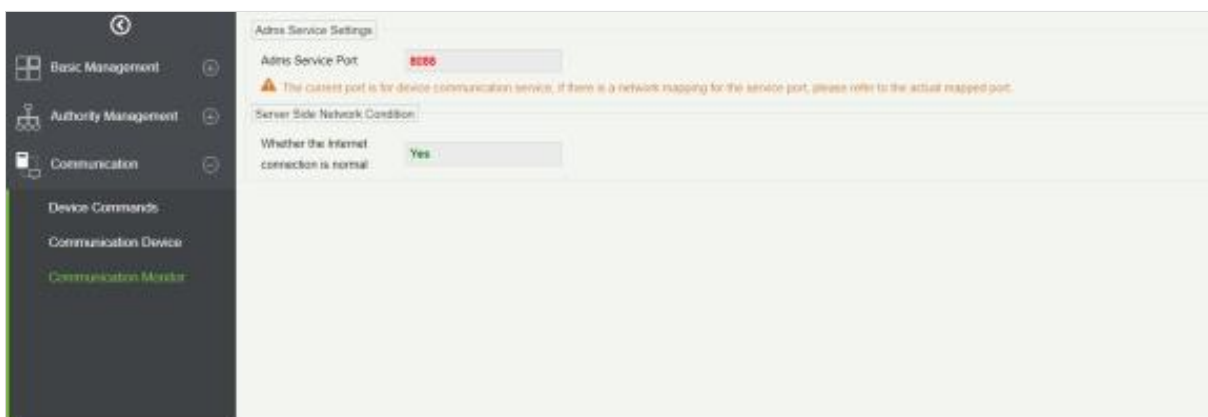 Basic Management
Authority Management
Communication
Device Commands
Communication Device
Communication Monitor
Adms Service Settings
Adms Service Port
8088
The current port is for device communication service, if there is a network mapping for the service port, please refer to the actual mapped port.
Server Side Network Condition
Whether the Internet
connection is normal
Yes